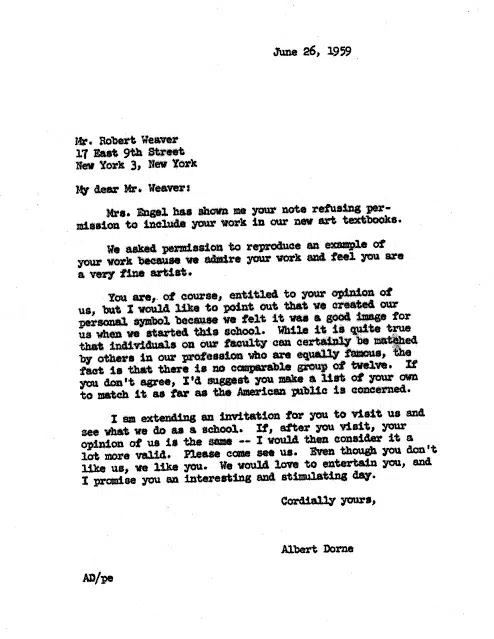 June 26, 1959
Mr. Robert Weaver
17 East 9th Street
New York 3, New York
My dear Mr. Weaver:
Mrs. Engel has shown me your note refusing per-
mission to include your work in our new art textbooks.
We asked permission to reproduce an example of
your work because we admire your work and feel you are
a very fine artist.
You are, of course, entitled to your opinion of
us, but I would like to point out that we created our
personal symbol because we felt it was a good image for
us when we started this school. While it is quite true
that individuals on our faculty can certainly be matched
by others in our profession who are equally famous, the
fact is that there is no comparable group of twelve. If
you don't agree, I'd suggest you make a list of your own
to match it as far as the American public is concerned.
I am extending an invitation for you to visit us and
see what we do as a school. If, after you visit, your
opinion of us is the same -- I would then consider it a
lot more valid. Please come see us. Even though you don't
like us, we like you. We would love to entertain you, and
I promise you an interesting and stimulating day.
Cordially yours,
Albert Dorne
AD/pe